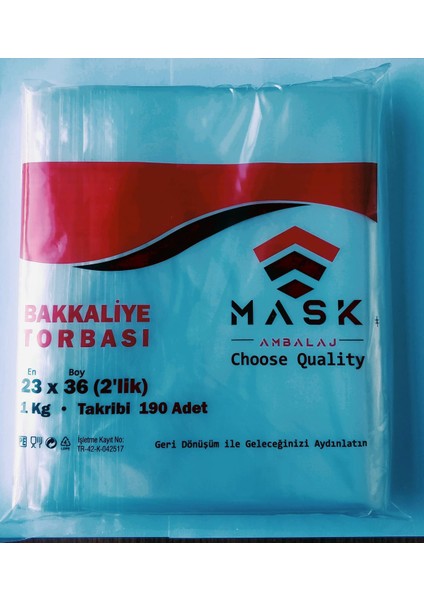 MASK
AMBALAJ
Choose Quality
BAKKALİYE
TORBASI
En Boy
23 x 36 (2'lik)
1 Kg • Takribi 190 Adet
İşletme Kayıt No:
TR-42-K-042517
Geri Dönüşüm ile Geleceğinizi Aydınlatın